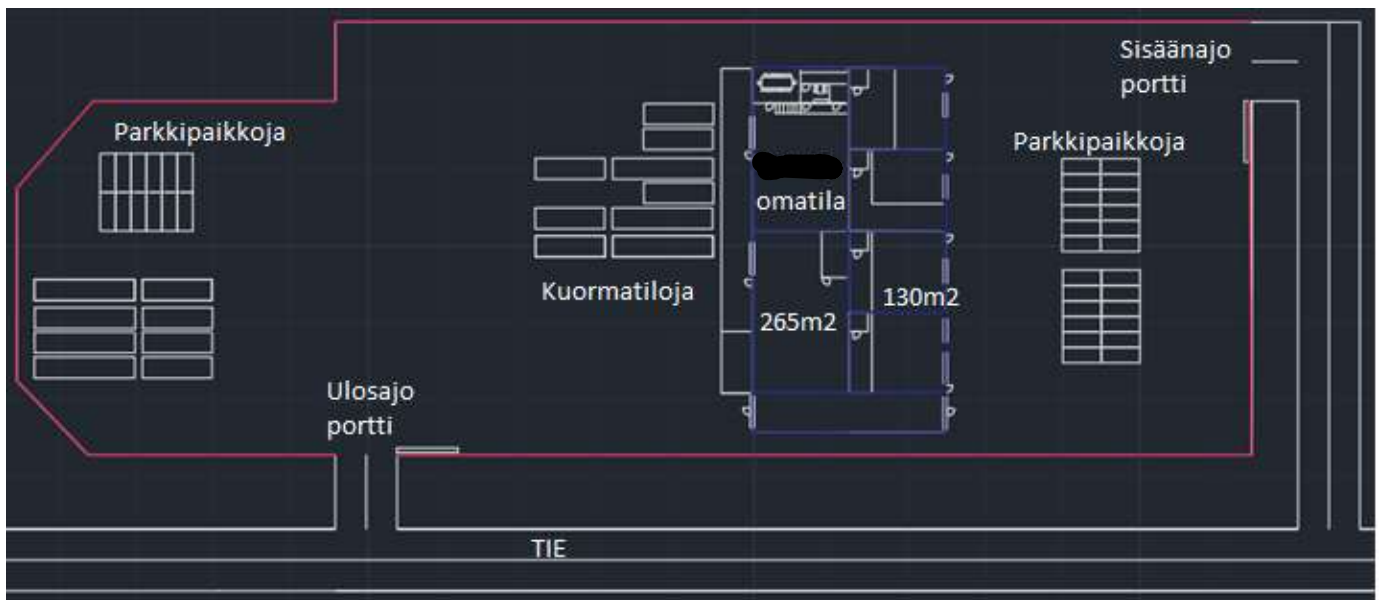 Sisäänajo
portti
Parkkipaikkoja
Parkkipaikkoja
omatila
Kuormatiloja
130m2
265m2
Ulosajo
portti
TIE